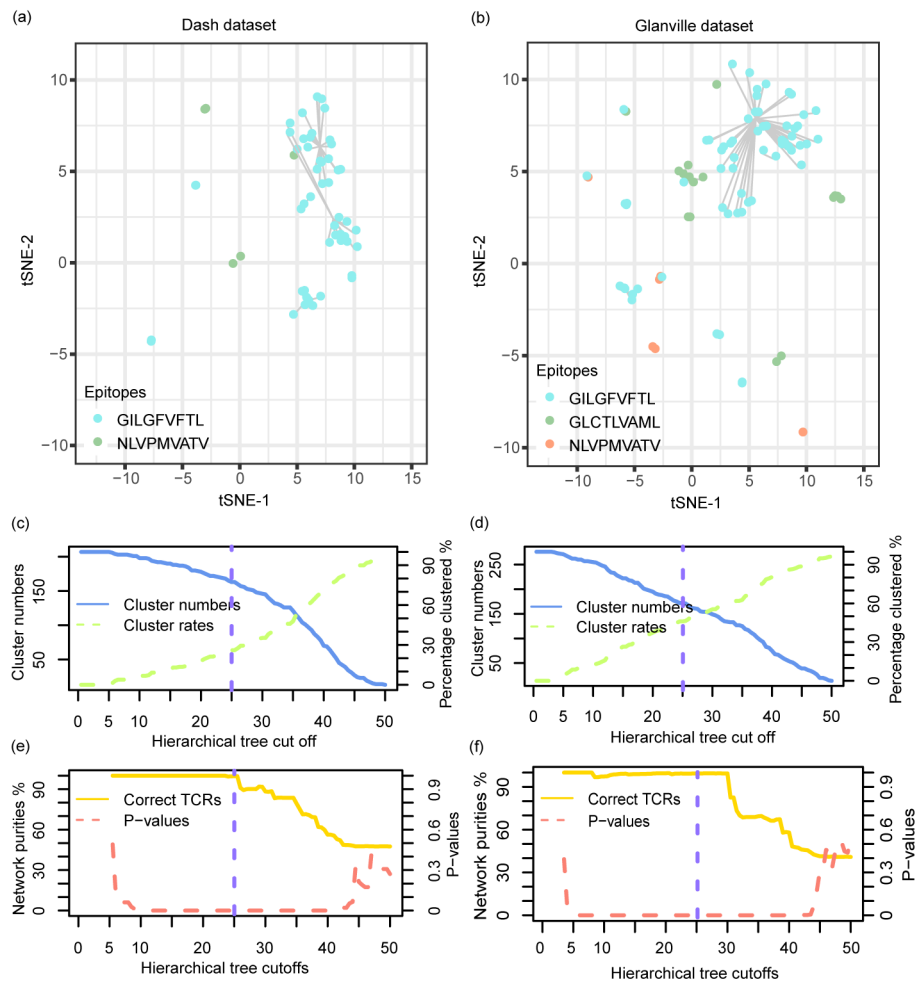 (a)
Dash dataset
(b)
Glanville dataset
10
5
0
−5
−10
tSNE-2
−10
−5
0
5
10
15
tSNE-1
Epitopes
GILGFVFTL
NLVPMVATV
10
5
0
−5
−10
tSNE-2
−10
−5
0
5
10
15
tSNE-1
Epitopes
GILGFVFTL
GLCTLVAML
NLVPMVATV
(c)
Cluster numbers
50
150
Cluster numbers
Cluster rates
0
30
60
90
Percentage clustered %
0
5
10
20
30
40
50
Hierarchical tree cut off
(d)
Cluster numbers
50
150
250
Cluster numbers
Cluster rates
0
30
60
90
Percentage clustered %
0
5
10
20
30
40
50
Hierarchical tree cut off
(e)
Network purities %
0
30
60
90
Correct TCRs
P-values
0
0.3
0.6
0.9
P−values
0
5
10
20
30
40
50
Hierarchical tree cutoffs
(f)
Network purities %
0
30
60
90
Correct TCRs
P-values
0
0.3
0.6
0.9
P−values
0
5
10
20
30
40
50
Hierarchical tree cutoffs